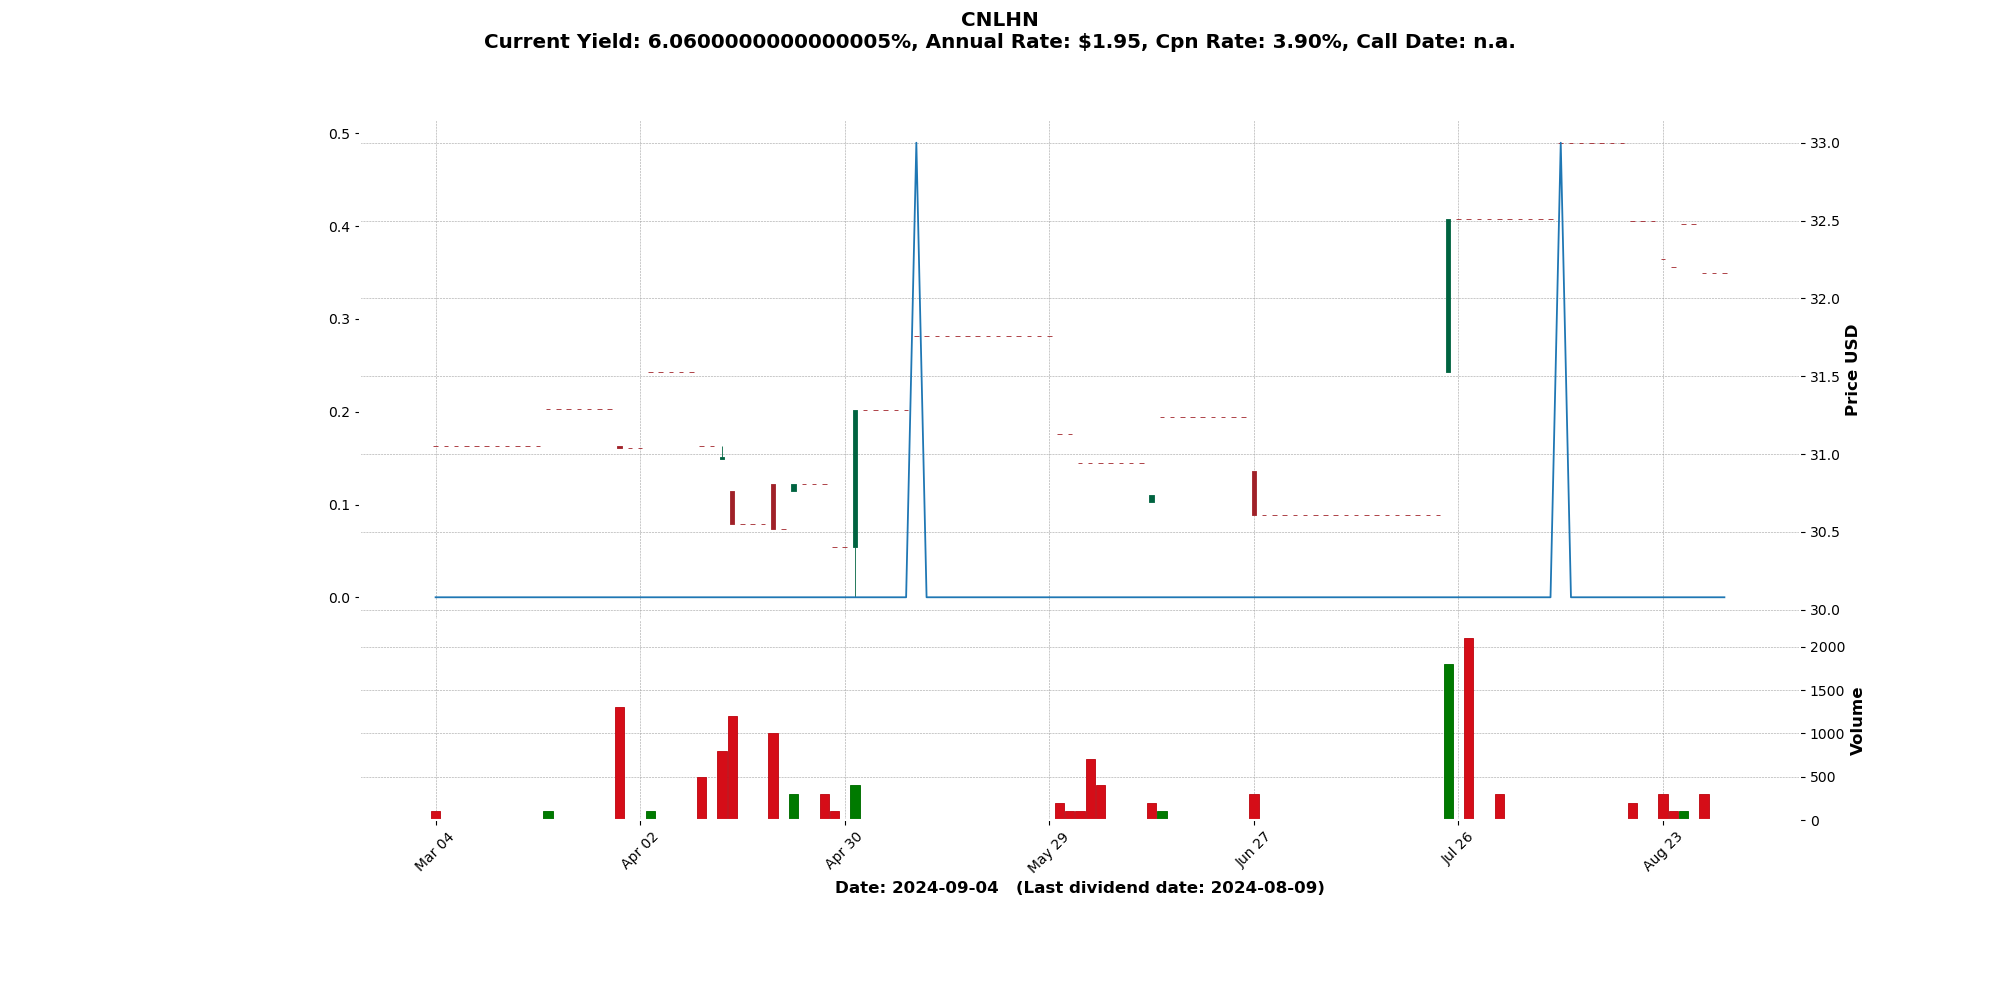 CNLHN
Current Yield: 6.0600000000000005%, Annual Rate: $1.95, Cpn Rate: 3.90%, Call Date: n.a.
0.5
0.4
0.3
0.2
0.1
0.0
33.0
32.5
32.0
31.5
31.0
30.5
30.0
Price USD
2000
1500
1000
500
0
Volume
Mar 04
Apr 02
Apr 30
May 29
Jun 27
Jul 26
Aug 23
Date: 2024-09-04 (Last dividend date: 2024-08-09)